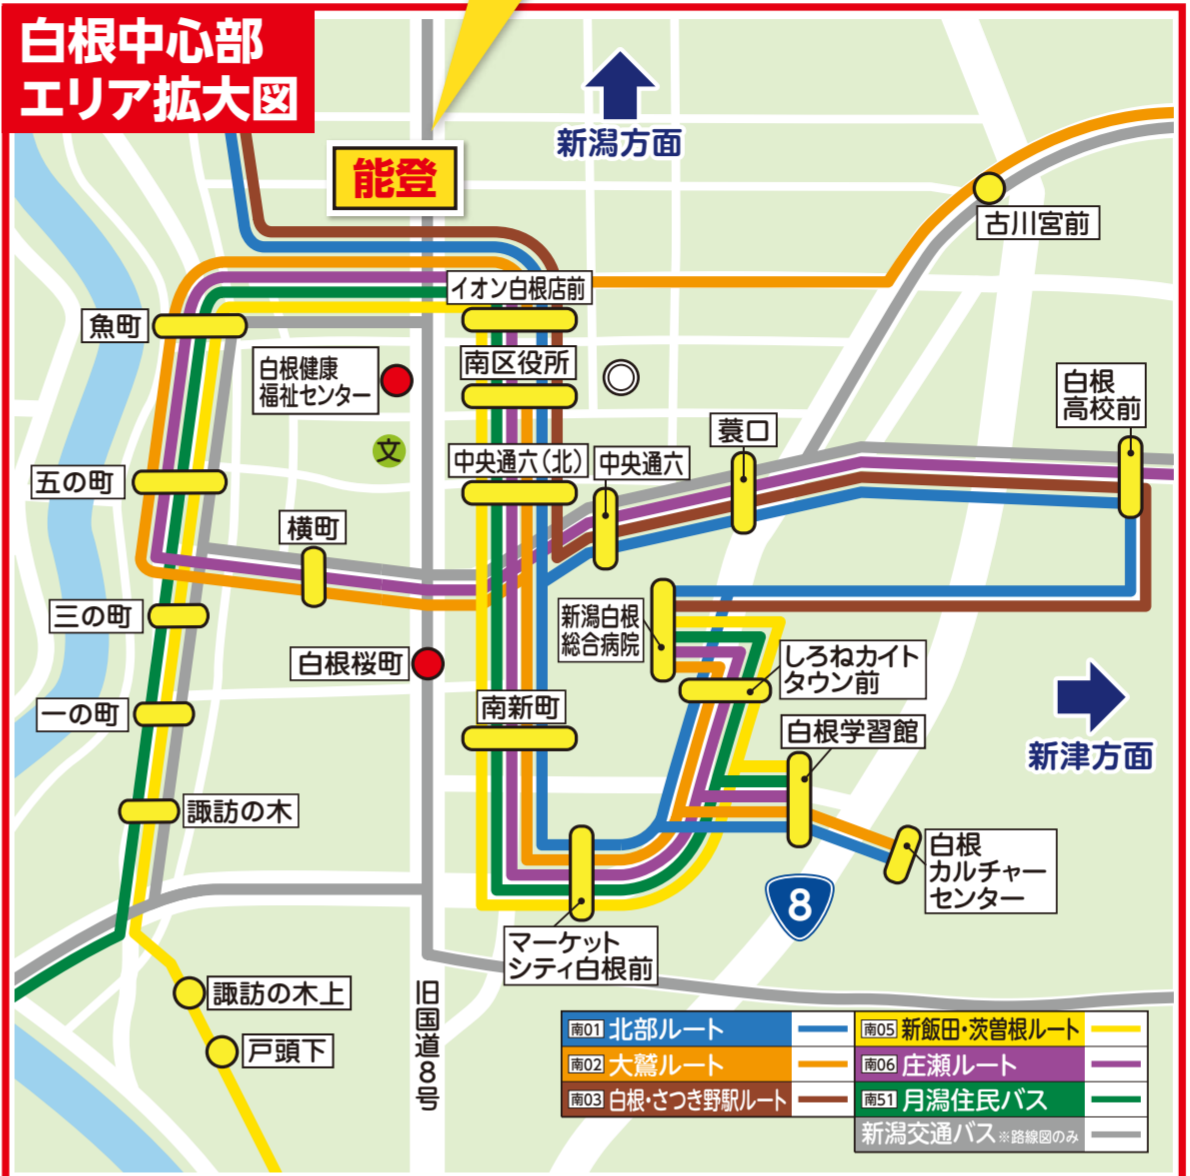 白根中心部
エリア拡大図
新潟方面
能登
古川宮前
イオン白根店前
魚町
南区役所
白根健康
福祉センター
白根
高校前
蓑口
文
中央通六(北)
中央通六
五の町
横町
新潟白根
総合病院
三の町
しろねカイト
タウン前
白根桜町
一の町
南新町
白根学習館
新津方面
諏訪の木
白根
カルチャー
センター
8
マーケット
シティ白根前
諏訪の木上
戸頭下
旧国道8号
南01 北部ルート
南02 大鷲ルート
南03 白根・さつき野駅ルート
南05 新飯田・茨曽根ルート
南06 庄瀬ルート
南51 月潟住民バス
新潟交通バス※路線図のみ